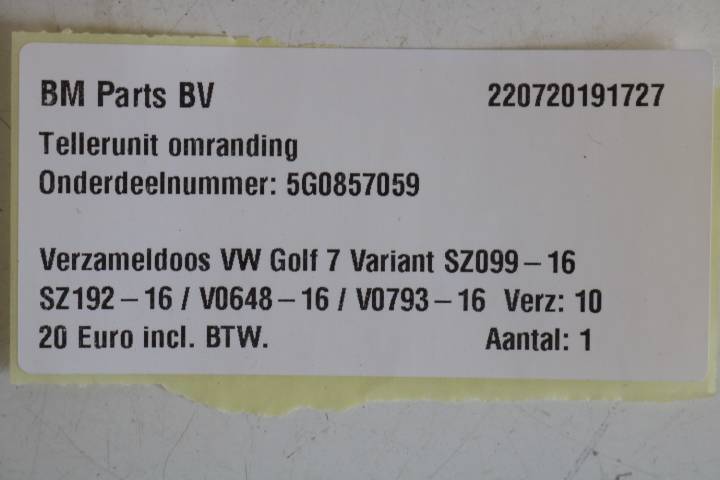 BM Parts BV 220720191727
Tellerunit omranding
Onderdeelnummer: 5G0857059
Verzameldoos VW Golf 7 Variant SZ099-16
SZ192-16 / V0648-16 / V0793-16 Verz: 10
20 Euro incl. BTW. Aantal: 1